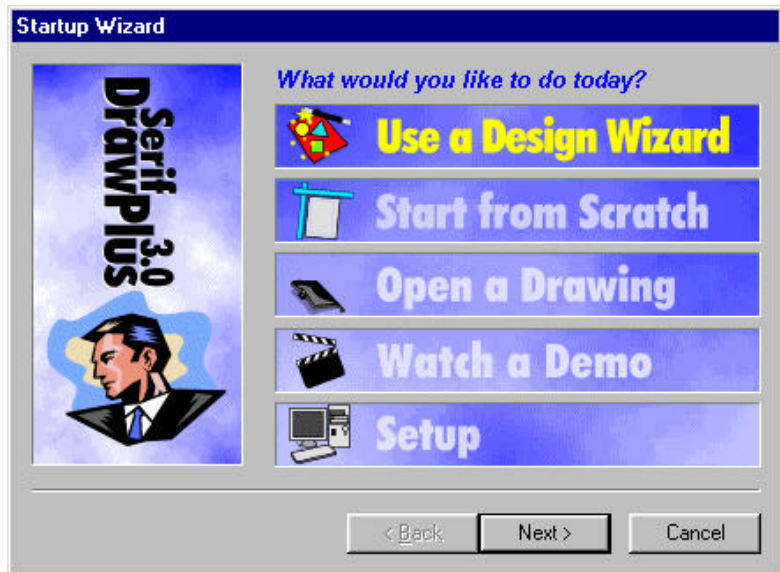 Startup Wizard
Serif
DrawPlus 3.0
What would you like to do today?
Use a Design Wizard
Start from Scratch
Open a Drawing
Watch a Demo
Setup
< Back
Next >
Cancel